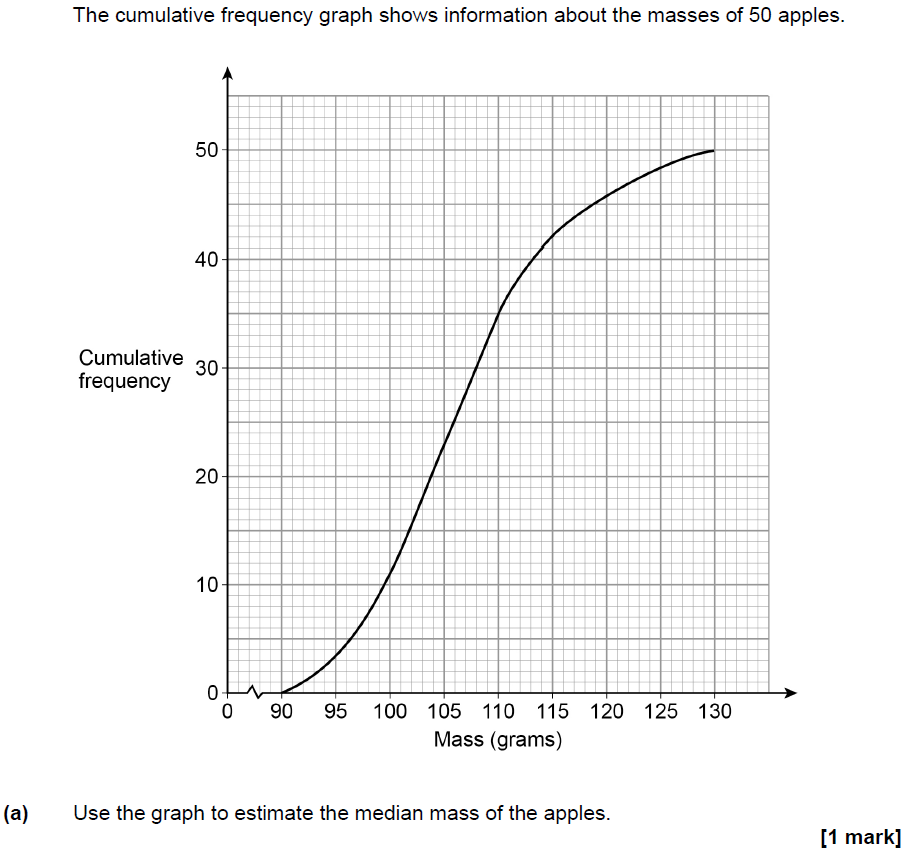 The cumulative frequency graph shows information about the masses of 50 apples.
50
40
Cumulative
frequency
30
20
10
0
0 90 95 100 105 110 115 120 125 130
Mass (grams)
(a) Use the graph to estimate the median mass of the apples.
[1 mark]